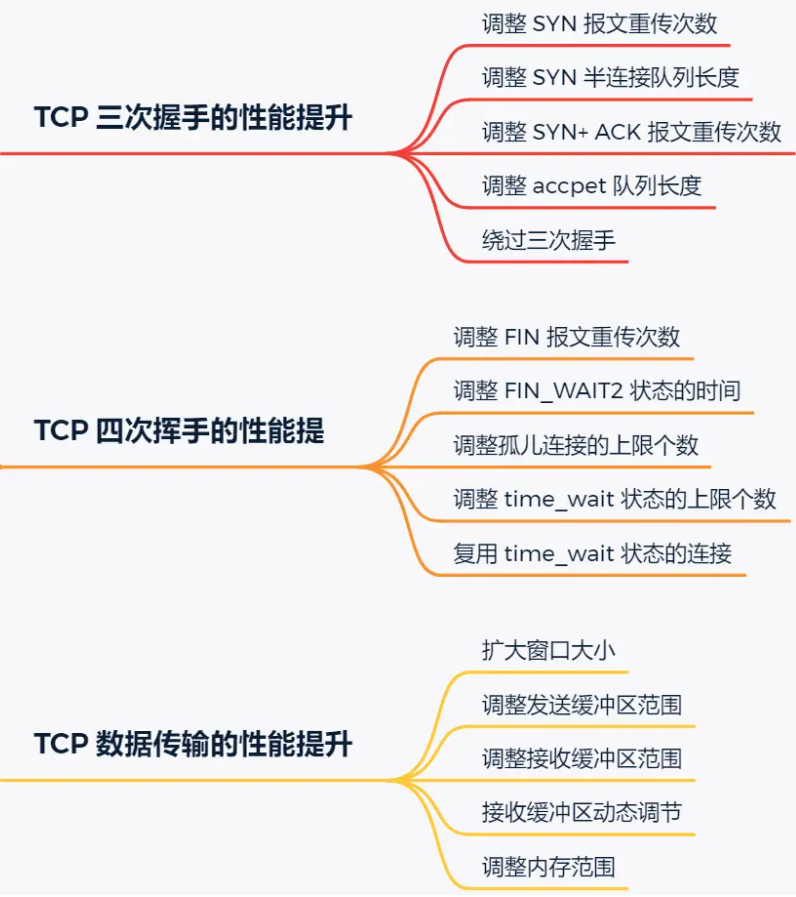 TCP 三次握手的性能提升
调整 SYN 报文重传次数
调整 SYN 半连接队列长度
调整 SYN+ ACK 报文重传次数
调整 accpet 队列长度
绕过三次握手
TCP 四次挥手的性能提
调整 FIN 报文重传次数
调整 FIN_WAIT2 状态的时间
调整孤儿连接的上限个数
调整 time_wait 状态的上限个数
复用 time_wait 状态的连接
TCP 数据传输的性能提升
扩大窗口大小
调整发送缓冲区范围
调整接收缓冲区范围
接收缓冲区动态调节
调整内存范围